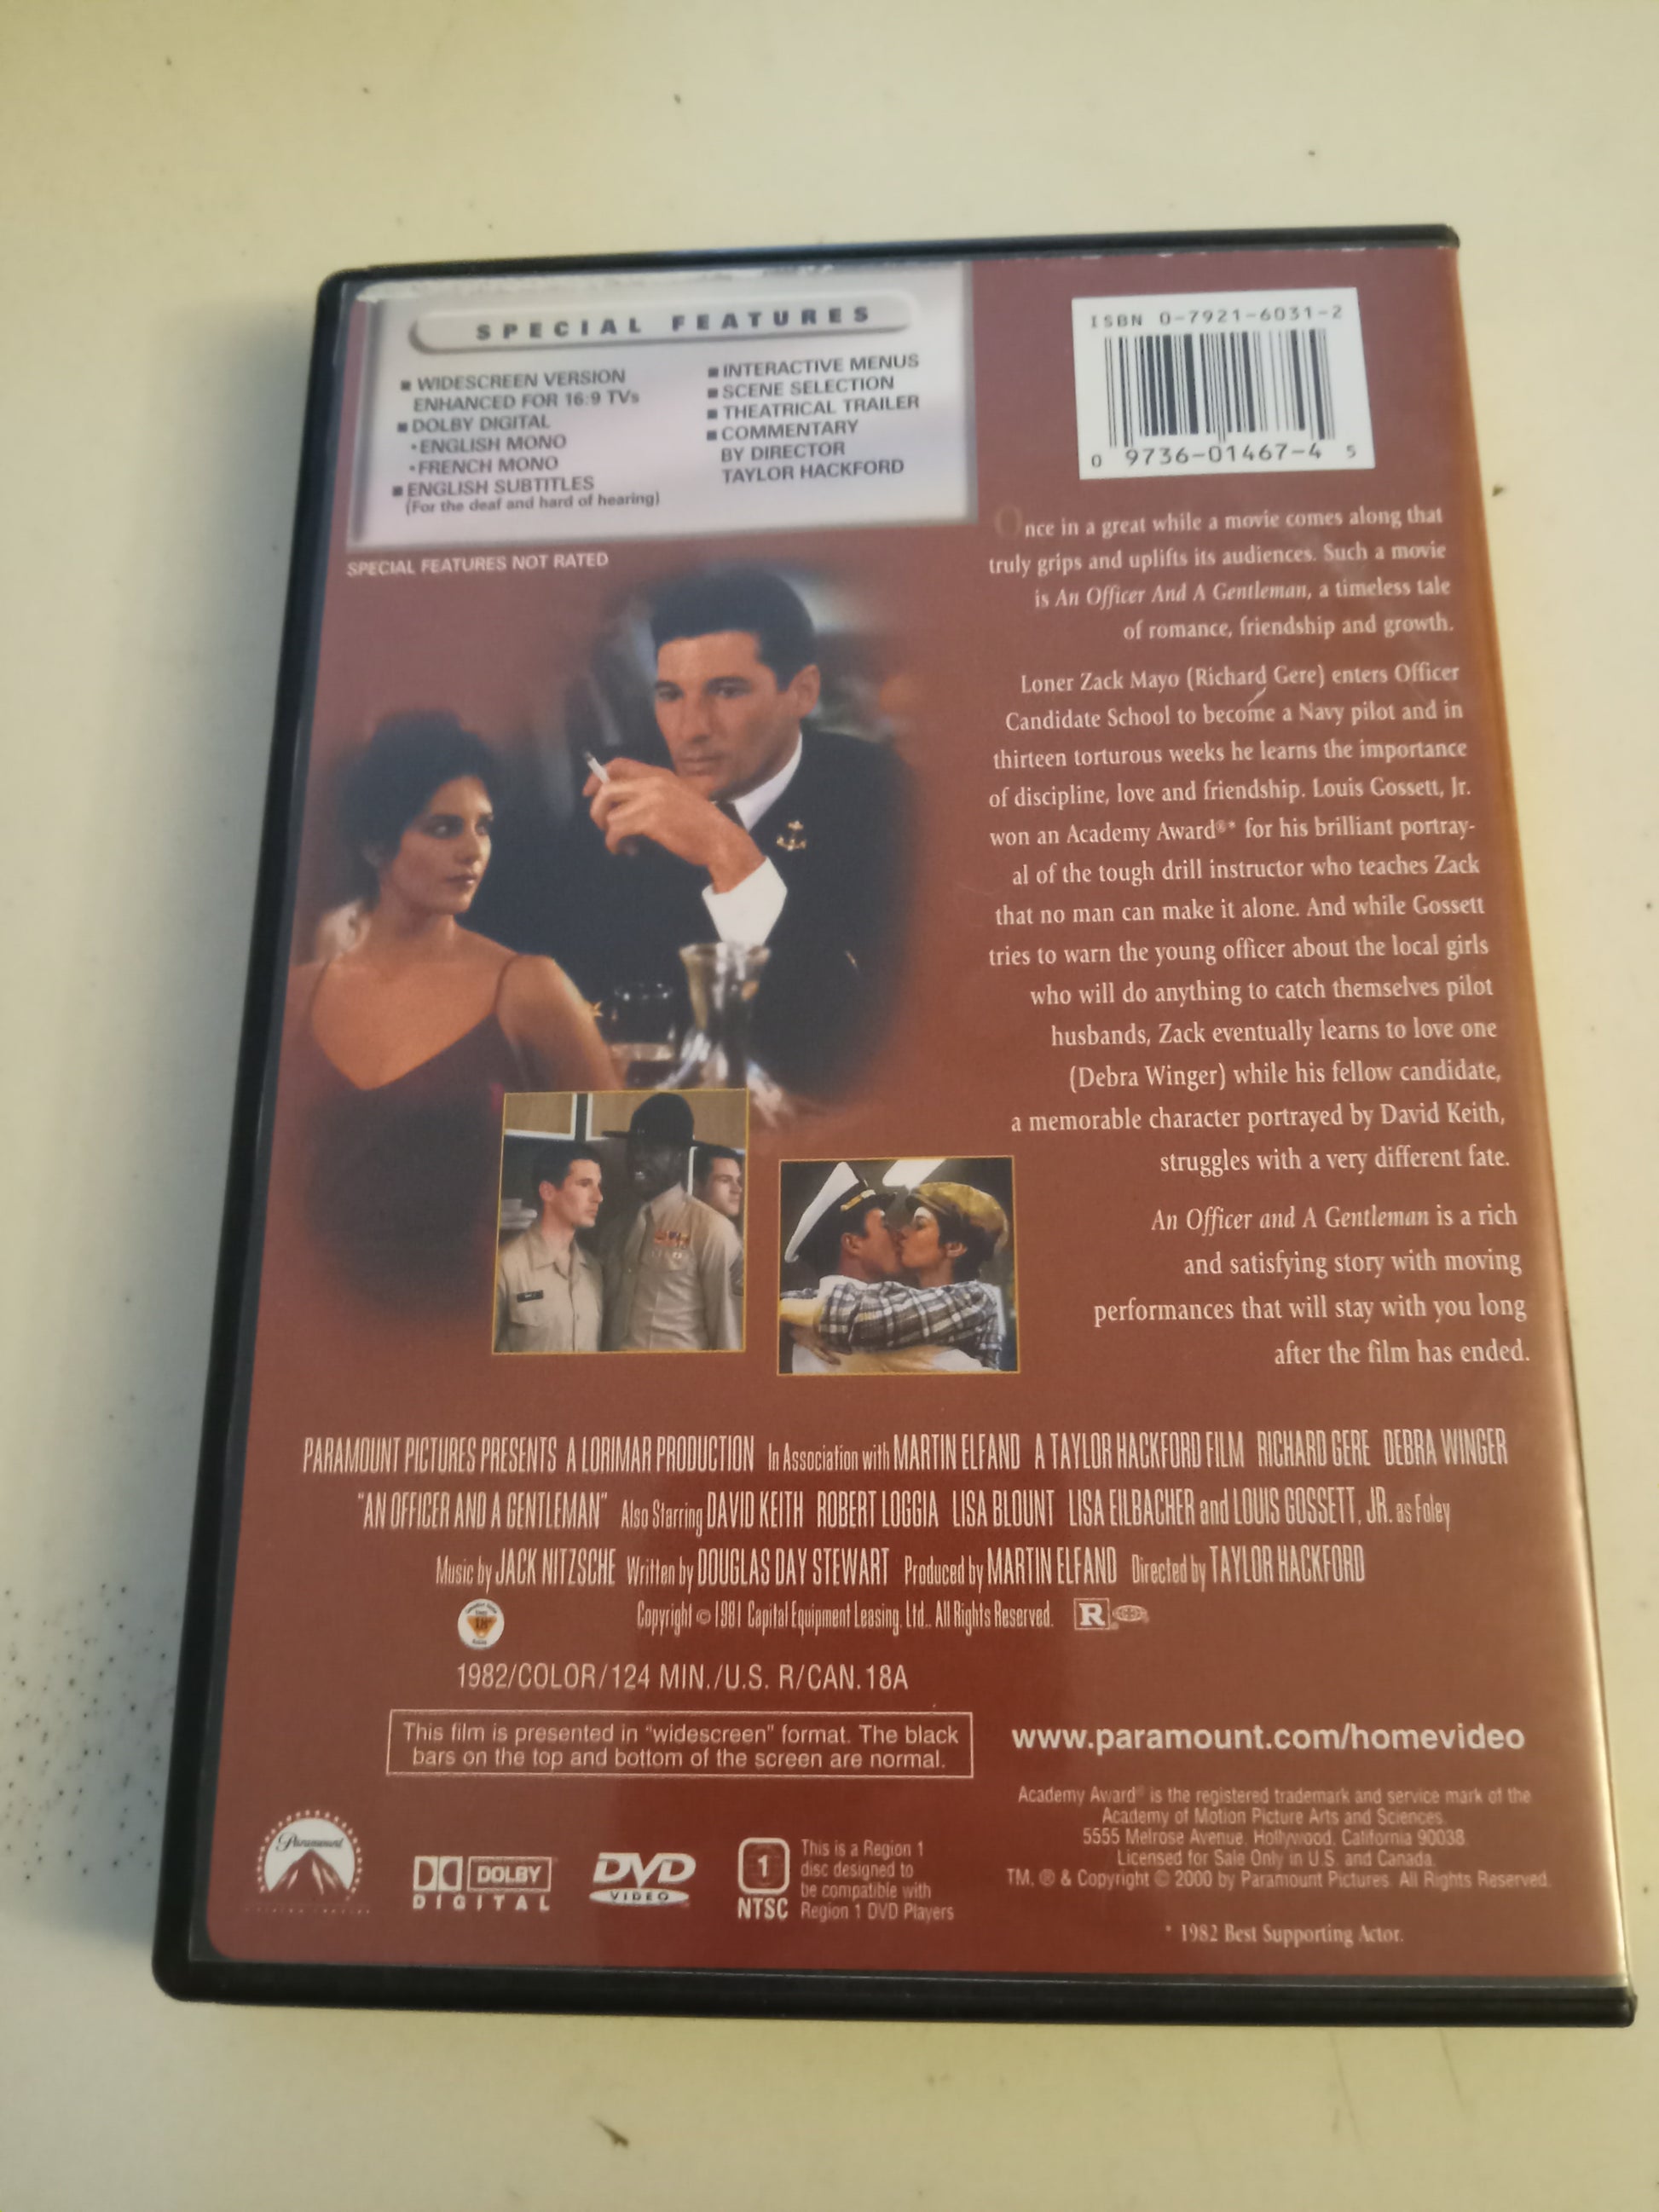 SPECIAL FEATURES
■ WIDESCREEN VERSION
ENHANCED FOR 16:9 TVs
■ DOLBY DIGITAL
•ENGLISH MONO
•FRENCH MONO
■ ENGLISH SUBTITLES
(For the deaf and hard of hearing)
■ INTERACTIVE MENUS
■ SCENE SELECTION
■ THEATRICAL TRAILER
■ COMMENTARY
BY DIRECTOR
TAYLOR HACKFORD
SPECIAL FEATURES NOT RATED
ISBN 0-7921-6031-2
0 9736-01467-4 5
Once in a great while a movie comes along that
truly grips and uplifts its audiences. Such a movie
is An Officer And A Gentleman, a timeless tale
of romance, friendship and growth.
Loner Zack Mayo (Richard Gere) enters Officer
Candidate School to become a Navy pilot and in
thirteen torturous weeks he learns the importance
of discipline, love and friendship. Louis Gossett, Jr.
won an Academy Award®* for his brilliant portray-
al of the tough drill instructor who teaches Zack
that no man can make it alone. And while Gossett
tries to warn the young officer about the local girls
who will do anything to catch themselves pilot
husbands, Zack eventually learns to love one
(Debra Winger) while his fellow candidate,
a memorable character portrayed by David Keith,
struggles with a very different fate.
An Officer and A Gentleman is a rich
and satisfying story with moving
performances that will stay with you long
after the film has ended.
PARAMOUNT PICTURES PRESENTS A LORIMAR PRODUCTION In Association with MARTIN ELFAND A TAYLOR HACKFORD FILM RICHARD GERE DEBRA WINGER
"AN OFFICER AND A GENTLEMAN" Also Starring DAVID KEITH ROBERT LOGGIA LISA BLOUNT LISA EILBACHER and LOUIS GOSSETT, JR. as Foley
Music by JACK NITZSCHE Written by DOUGLAS DAY STEWART Produced by MARTIN ELFAND Directed by TAYLOR HACKFORD
Copyright © 1981 Capital Equipment Leasing, Ltd.. All Rights Reserved. R
1982/COLOR/124 MIN./U.S. R/CAN.18A
This film is presented in "widescreen" format. The black
bars on the top and bottom of the screen are normal.
www.paramount.com/homevideo
Academy Award® is the registered trademark and service mark of the
Academy of Motion Picture Arts and Sciences.
5555 Melrose Avenue, Hollywood, California 90038.
Licensed for Sale Only in U.S. and Canada.
TM, ® & Copyright © 2000 by Paramount Pictures. All Rights Reserved.
* 1982 Best Supporting Actor.
Paramount
DOLBY
DIGITAL
DVD
VIDEO
1
NTSC
This is a Region 1
disc designed to
be compatible with
Region 1 DVD Players